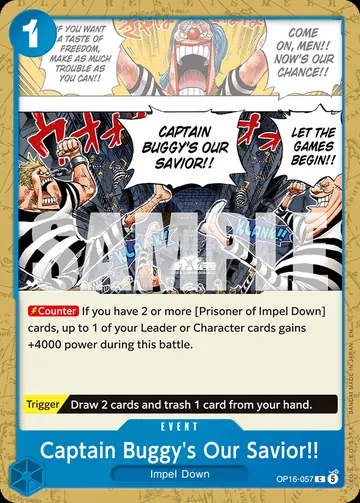 1
IF YOU WANT
A TASTE OF
FREEDOM,
MAKE AS MUCH
TROUBLE AS
YOU CAN!!
COME
ON, MEN!!
NOW'S OUR
CHANCE!!
CAPTAIN
BUGGY'S OUR
SAVIOR!!
LET THE
GAMES
BEGIN!!
KLANK!!
KLANK!!
SAMPLE
Counter If you have 2 or more [Prisoner of Impel Down]
cards, up to 1 of your Leader or Character cards gains
+4000 power during this battle.
Trigger Draw 2 cards and trash 1 card from your hand.
EVENT
Captain Buggy's Our Savior!!
Impel Down
OP16-057 C 5